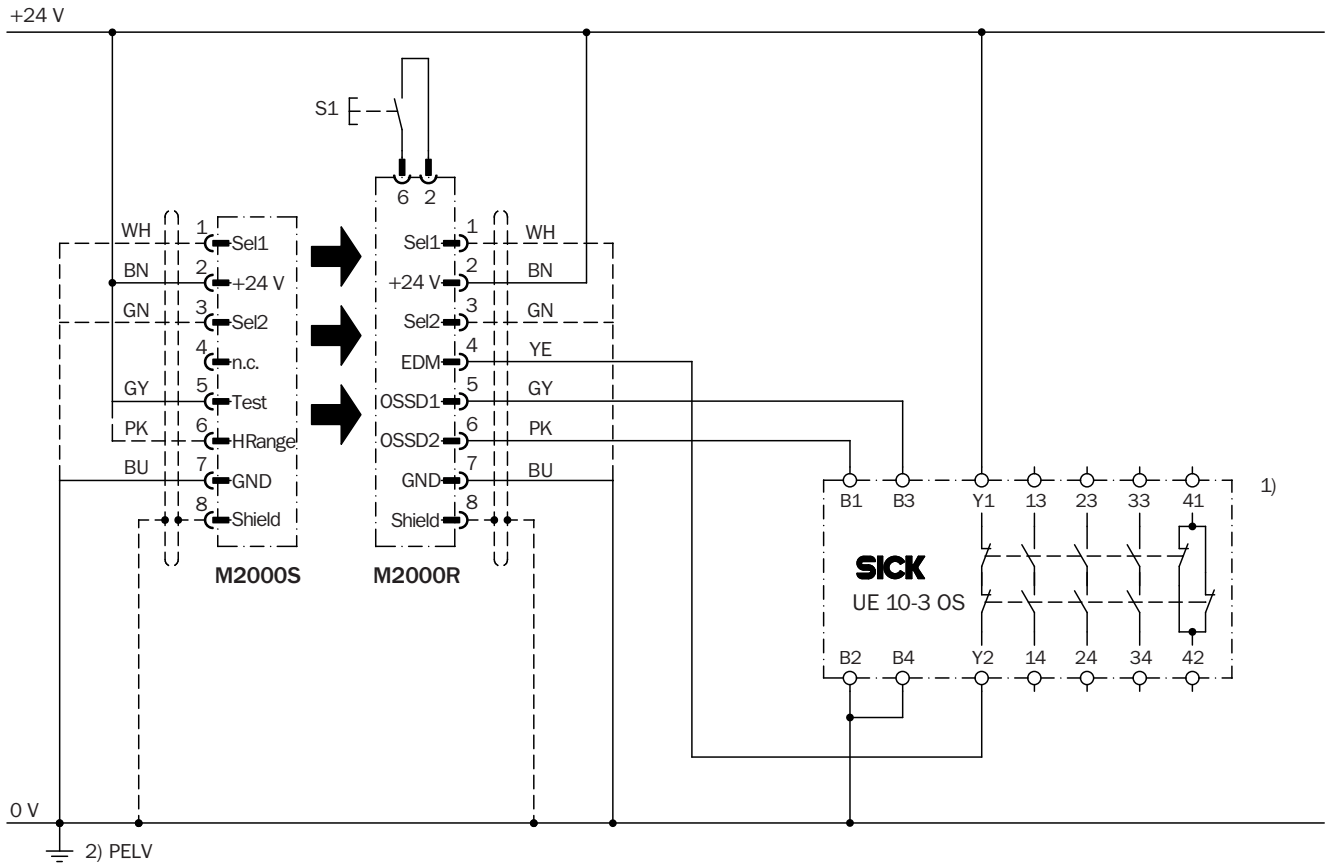 +24 V
S1
6 2
WH 1 Sel1
BN 2 +24 V
GN 3 Sel2
4 n.c.
GY 5 Test
PK 6 HRange
BU 7 GND
8 Shield
M2000S
Sel1 1 WH
+24 V 2 BN
Sel2 3 GN
EDM 4 YE
OSSD1 5 GY
OSSD2 6 PK
GND 7 BU
Shield 8
M2000R
B1 B3 Y1 13 23 33 41
1)
SICK
UE 10-3 OS
B2 B4 Y2 14 24 34 42
0 V
2) PELV